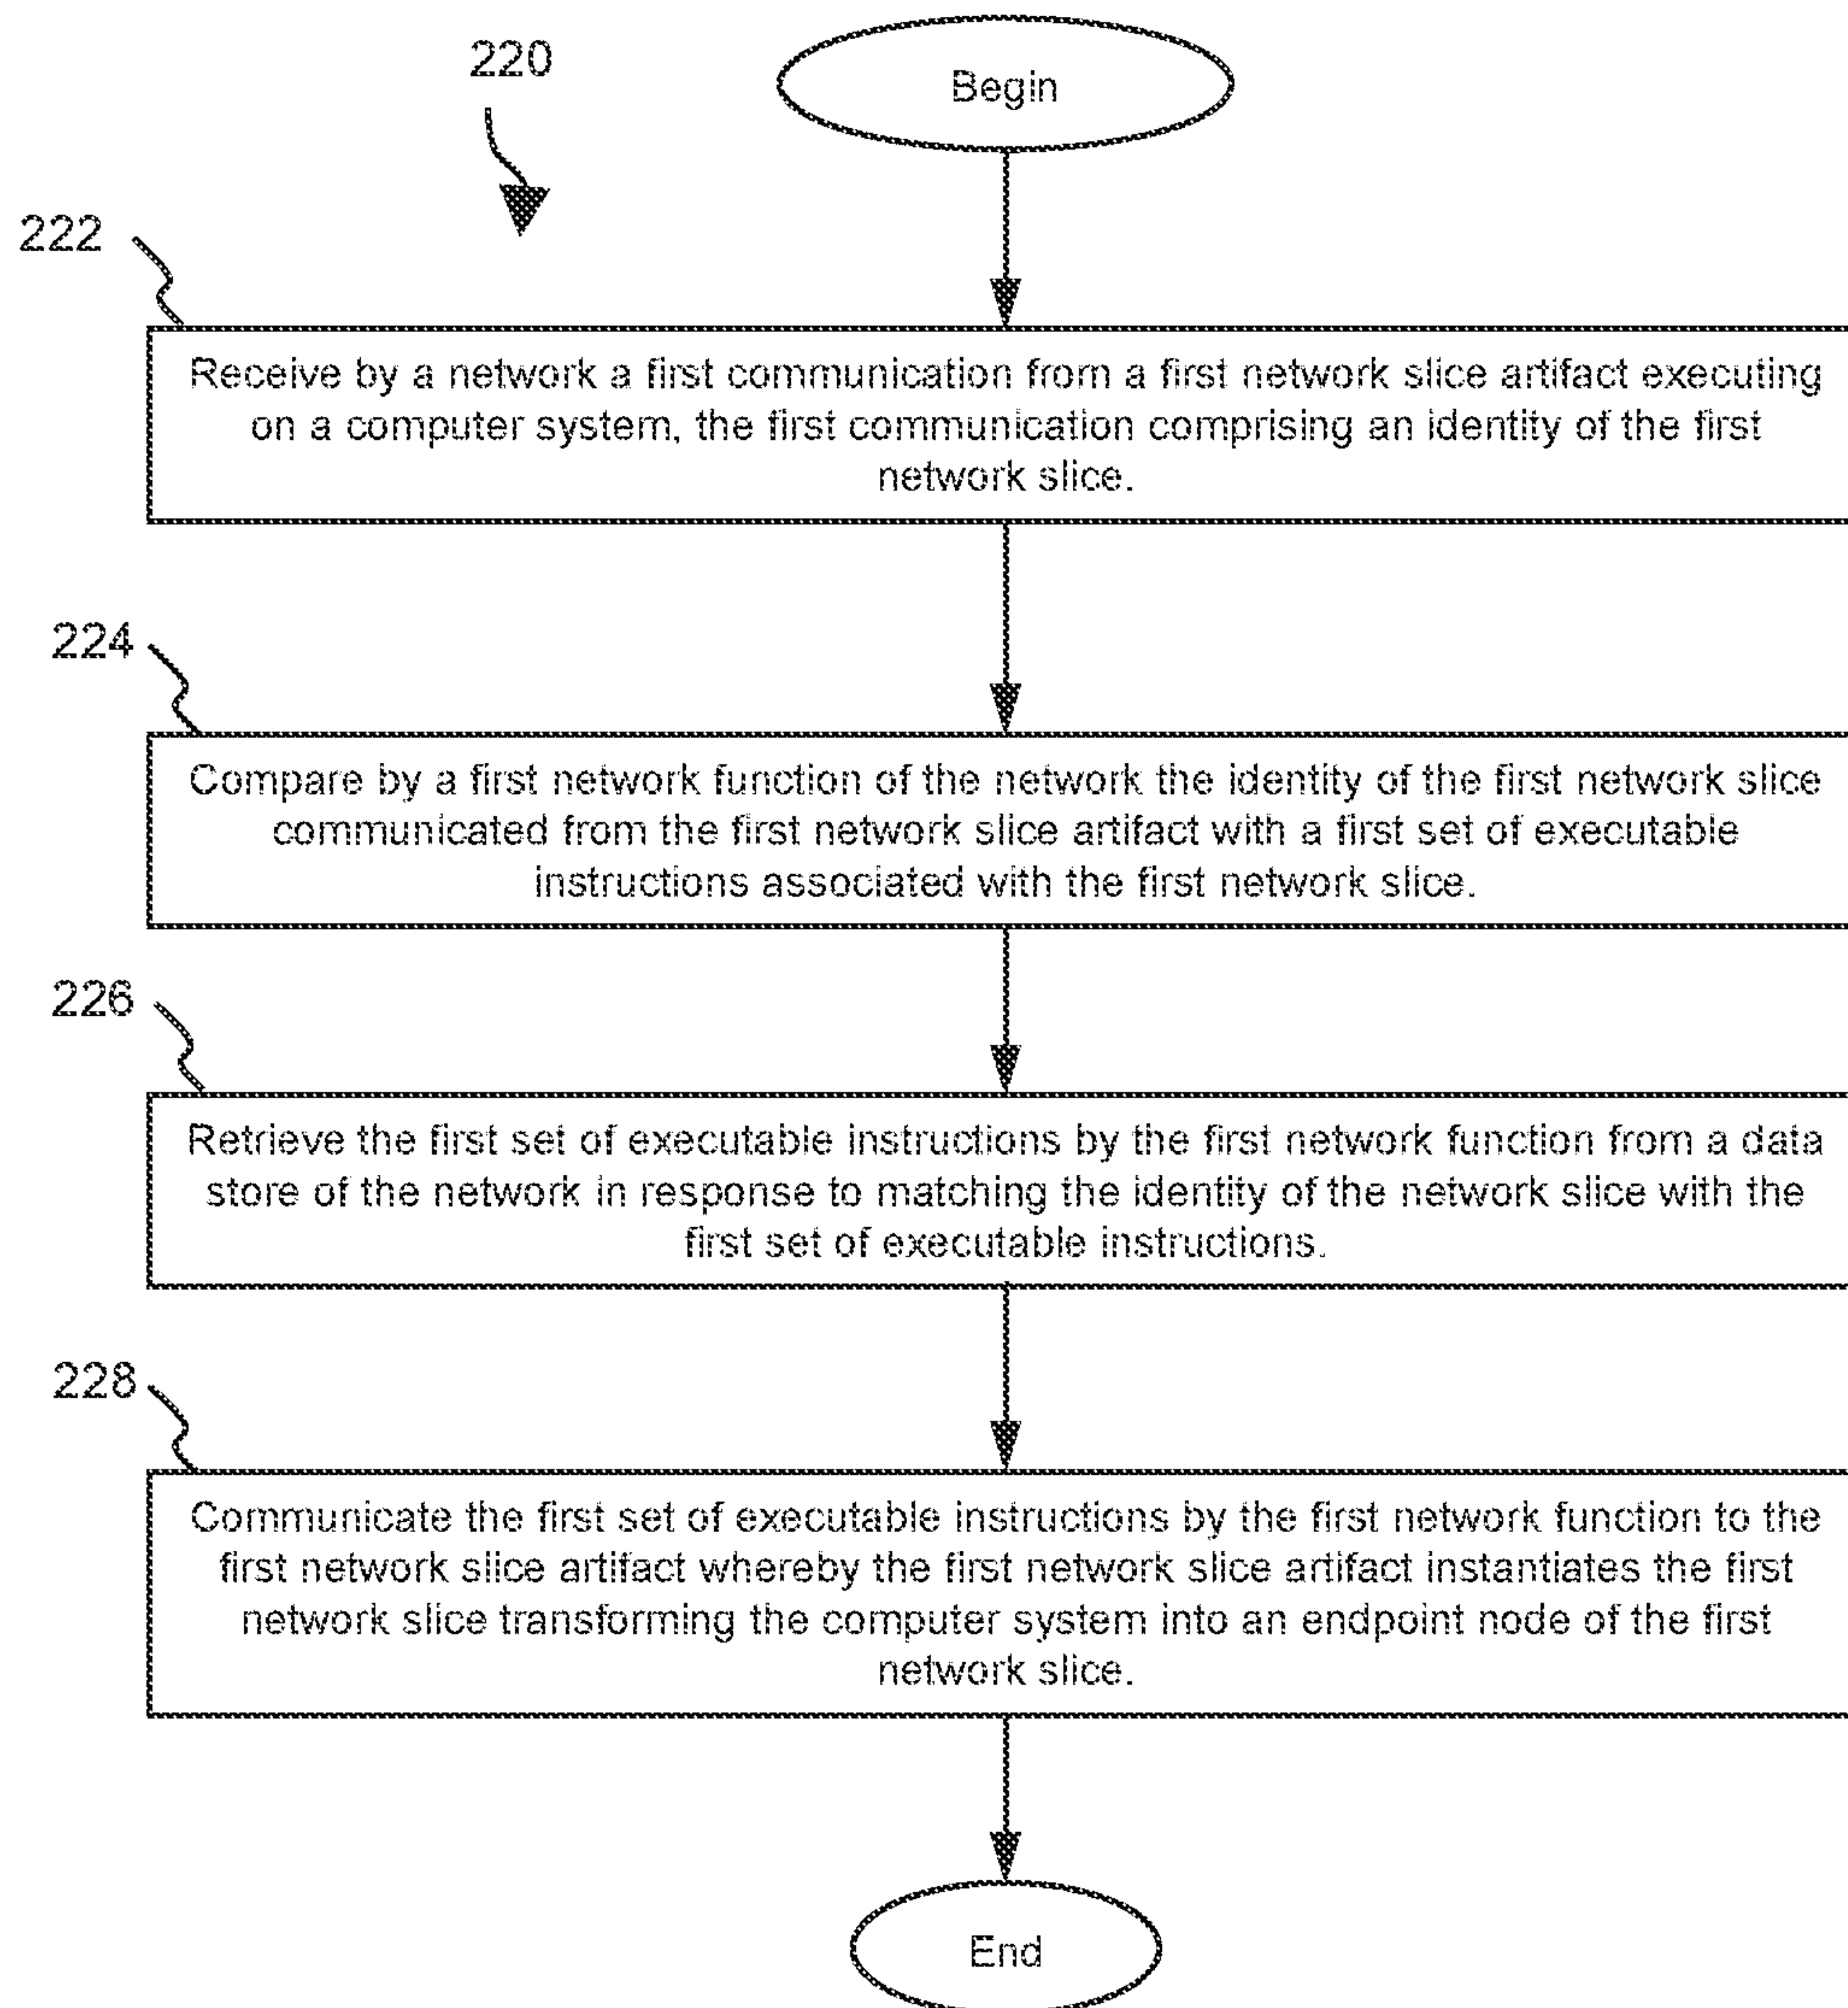 220
Begin
222
Receive by a network a first communication from a first network slice artifact executing
on a computer system, the first communication comprising an identity of the first
network slice.
224
Compare by a first network function of the network the identity of the first network slice
communicated from the first network slice artifact with a first set of executable
instructions associated with the first network slice.
226
Retrieve the first set of executable instructions by the first network function from a data
store of the network in response to matching the identity of the network slice with the
first set of executable instructions.
228
Communicate the first set of executable instructions by the first network function to the
first network slice artifact whereby the first network slice artifact instantiates the first
network slice transforming the computer system into an endpoint node of the first
network slice.
End